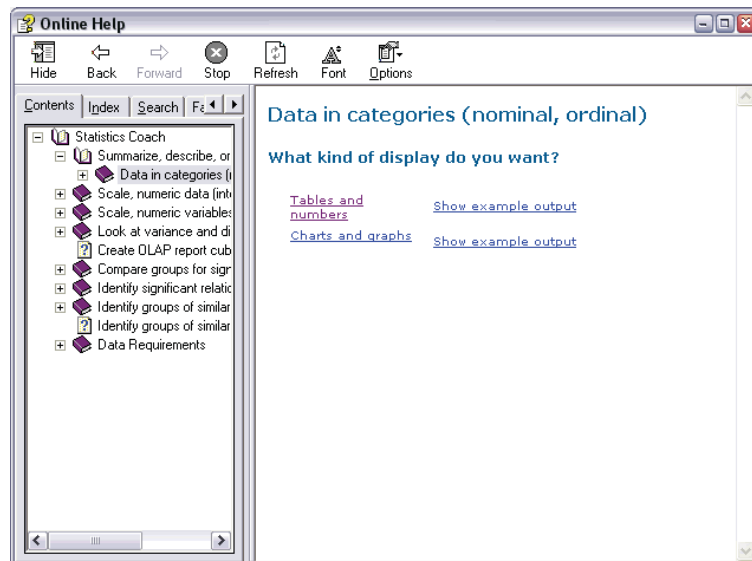 Online Help
Hide Back Forward Stop Refresh Font Options
Contents Index Search Fa
Statistics Coach
Summarize, describe, or
Data in categories (
Scale, numeric data (inte
Scale, numeric variables
Look at variance and di
Create OLAP report cub
Compare groups for sign
Identify significant relatic
Identify groups of similar
Identify groups of similar
Data Requirements
Data in categories (nominal, ordinal)
What kind of display do you want?
Tables and
numbers
Show example output
Charts and graphs
Show example output